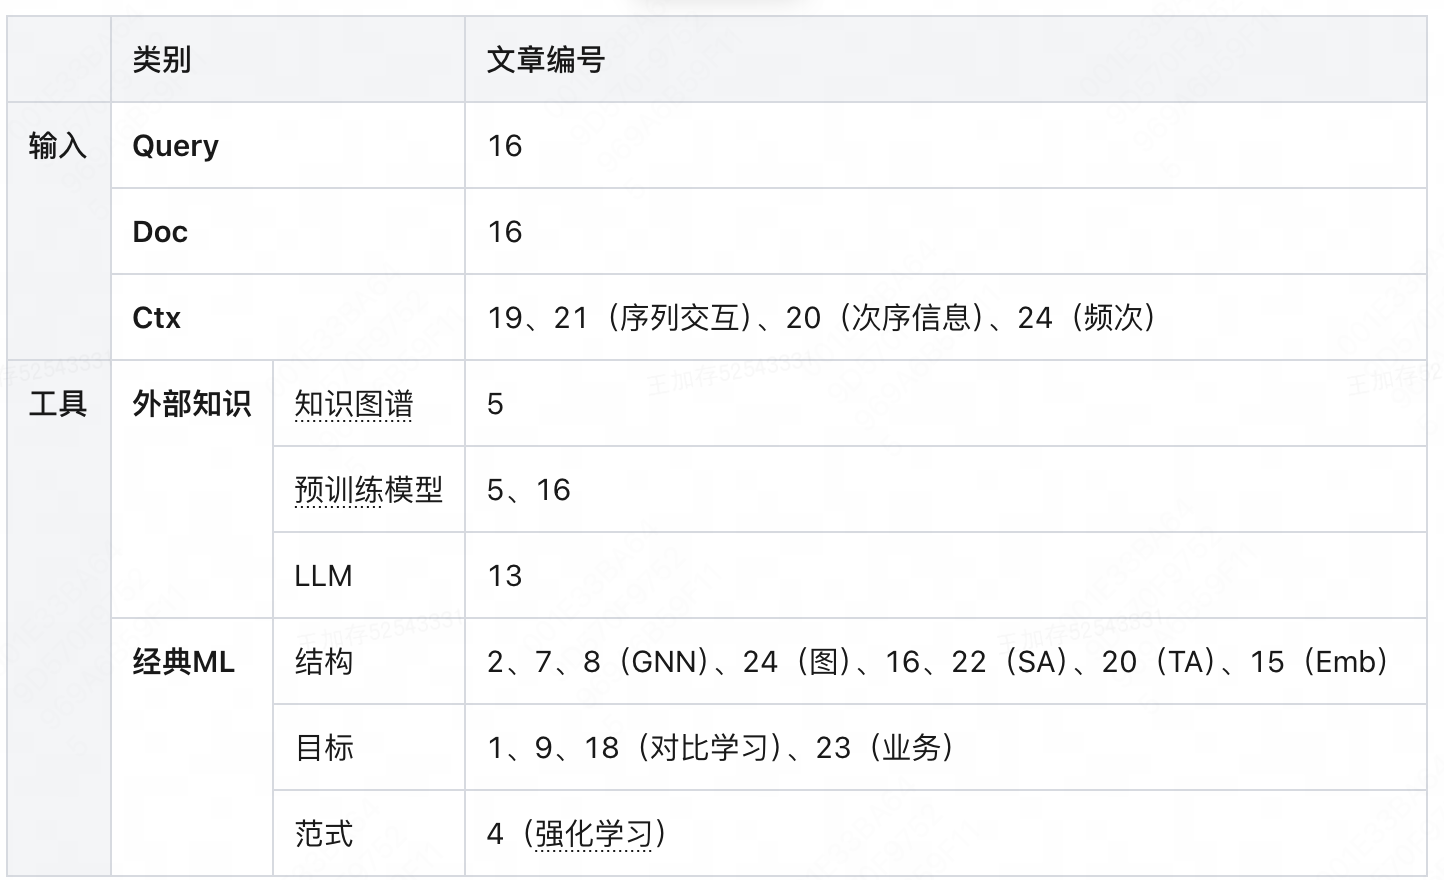 类别 文章编号
输入 Query 16
Doc 16
Ctx 19、21（序列交互）、20（次序信息）、24（频次）
工具 外部知识 知识图谱 5
预训练模型 5、16
LLM 13
经典ML 结构 2、7、8（GNN）、24（图）、16、22（SA）、20（TA）、15（Emb）
目标 1、9、18（对比学习）、23（业务）
范式 4（强化学习）
王加存52543331